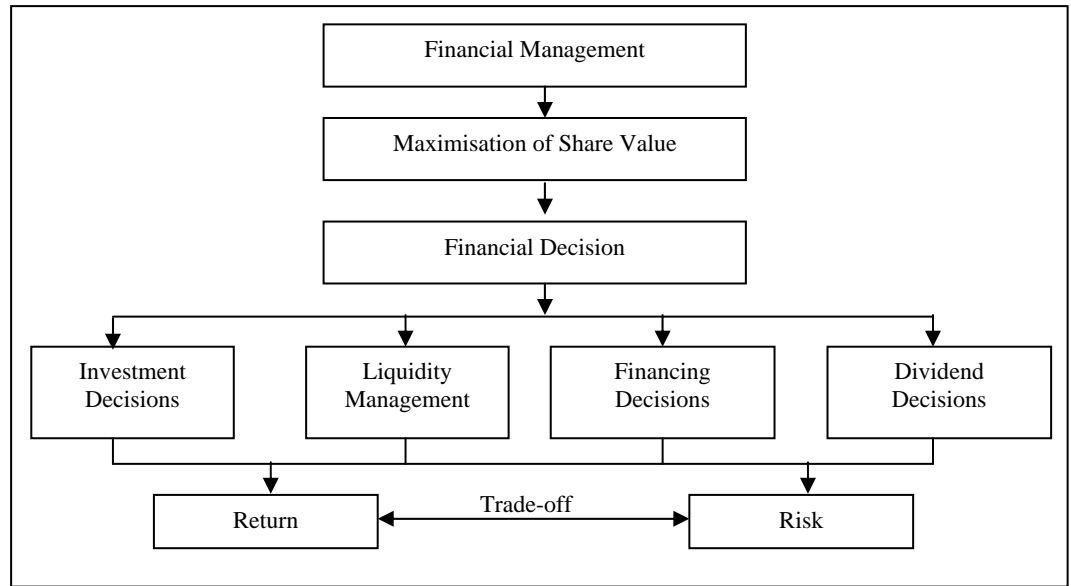 Financial Management
Maximisation of Share Value
Financial Decision
Investment
Decisions
Liquidity
Management
Financing
Decisions
Dividend
Decisions
Return
Trade-off
Risk